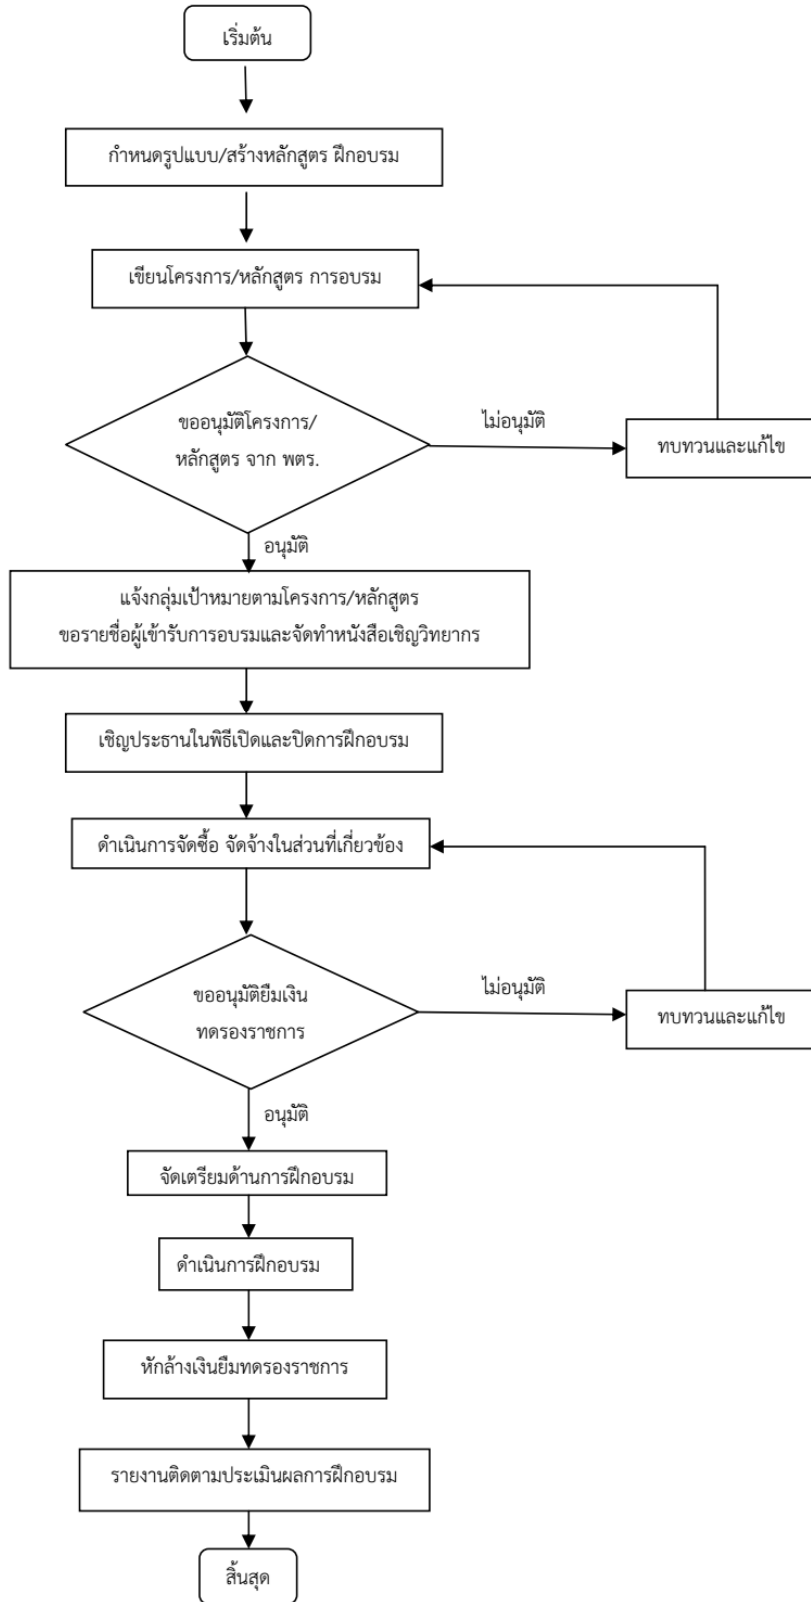 เริ่มต้น
กำหนดรูปแบบ/สร้างหลักสูตร ฝึกอบรม
เขียนโครงการ/หลักสูตร การอบรม
ขออนุมัติโครงการ/
หลักสูตร จาก พตร.
ไม่อนุมัติ
ทบทวนและแก้ไข
อนุมัติ
แจ้งกลุ่มเป้าหมายตามโครงการ/หลักสูตร
ขอรายชื่อผู้เข้ารับการอบรมและจัดทำหนังสือเชิญวิทยากร
เชิญประธานในพิธีเปิดและปิดการฝึกอบรม
ดำเนินการจัดซื้อ จัดจ้างในส่วนที่เกี่ยวข้อง
ขออนุมัติยืมเงิน
ทดรองราชการ
ไม่อนุมัติ
ทบทวนและแก้ไข
อนุมัติ
จัดเตรียมด้านการฝึกอบรม
ดำเนินการฝึกอบรม
หักล้างเงินยืมทดรองราชการ
รายงานติดตามประเมินผลการฝึกอบรม
สิ้นสุด